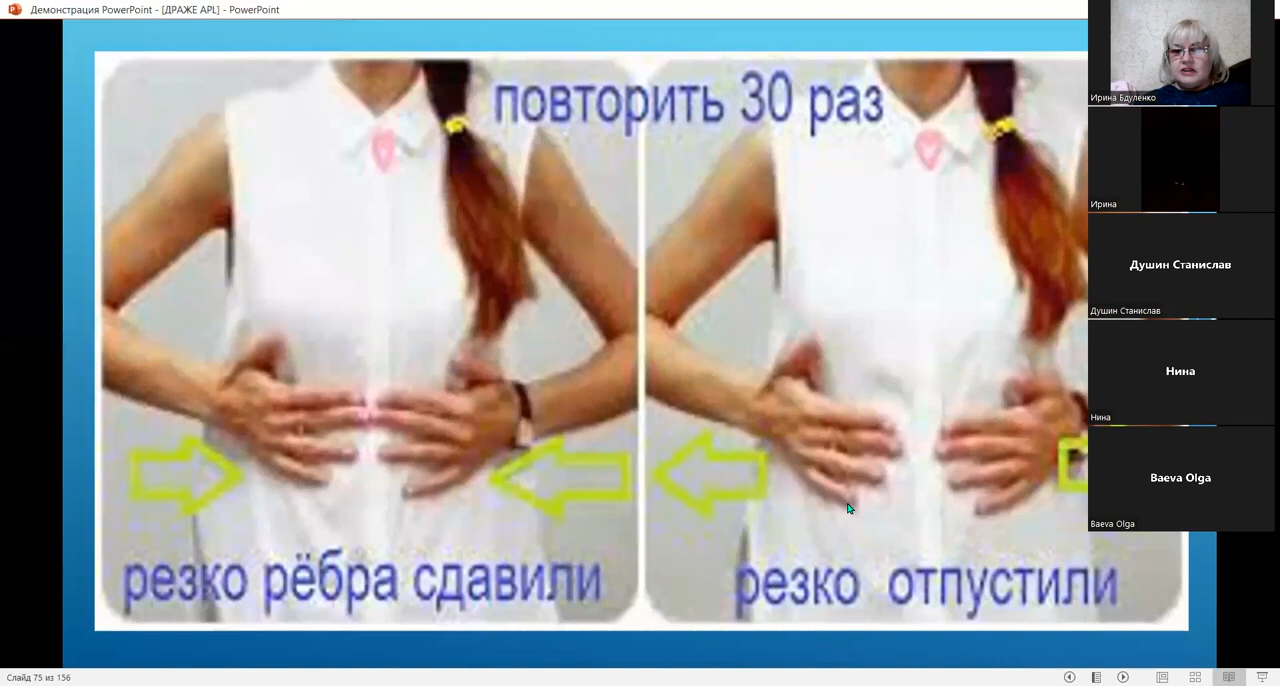 Демонстрация PowerPoint - [ДРАЖЕ APL] - PowerPoint
повторить 30 раз
резко рёбра сдавили
резко отпустили
Ирина Бдуленко
Ирина
Душин Станислав
Душин Станислав
Нина
Нина
Baeva Olga
Baeva Olga
Слайд 75 из 156